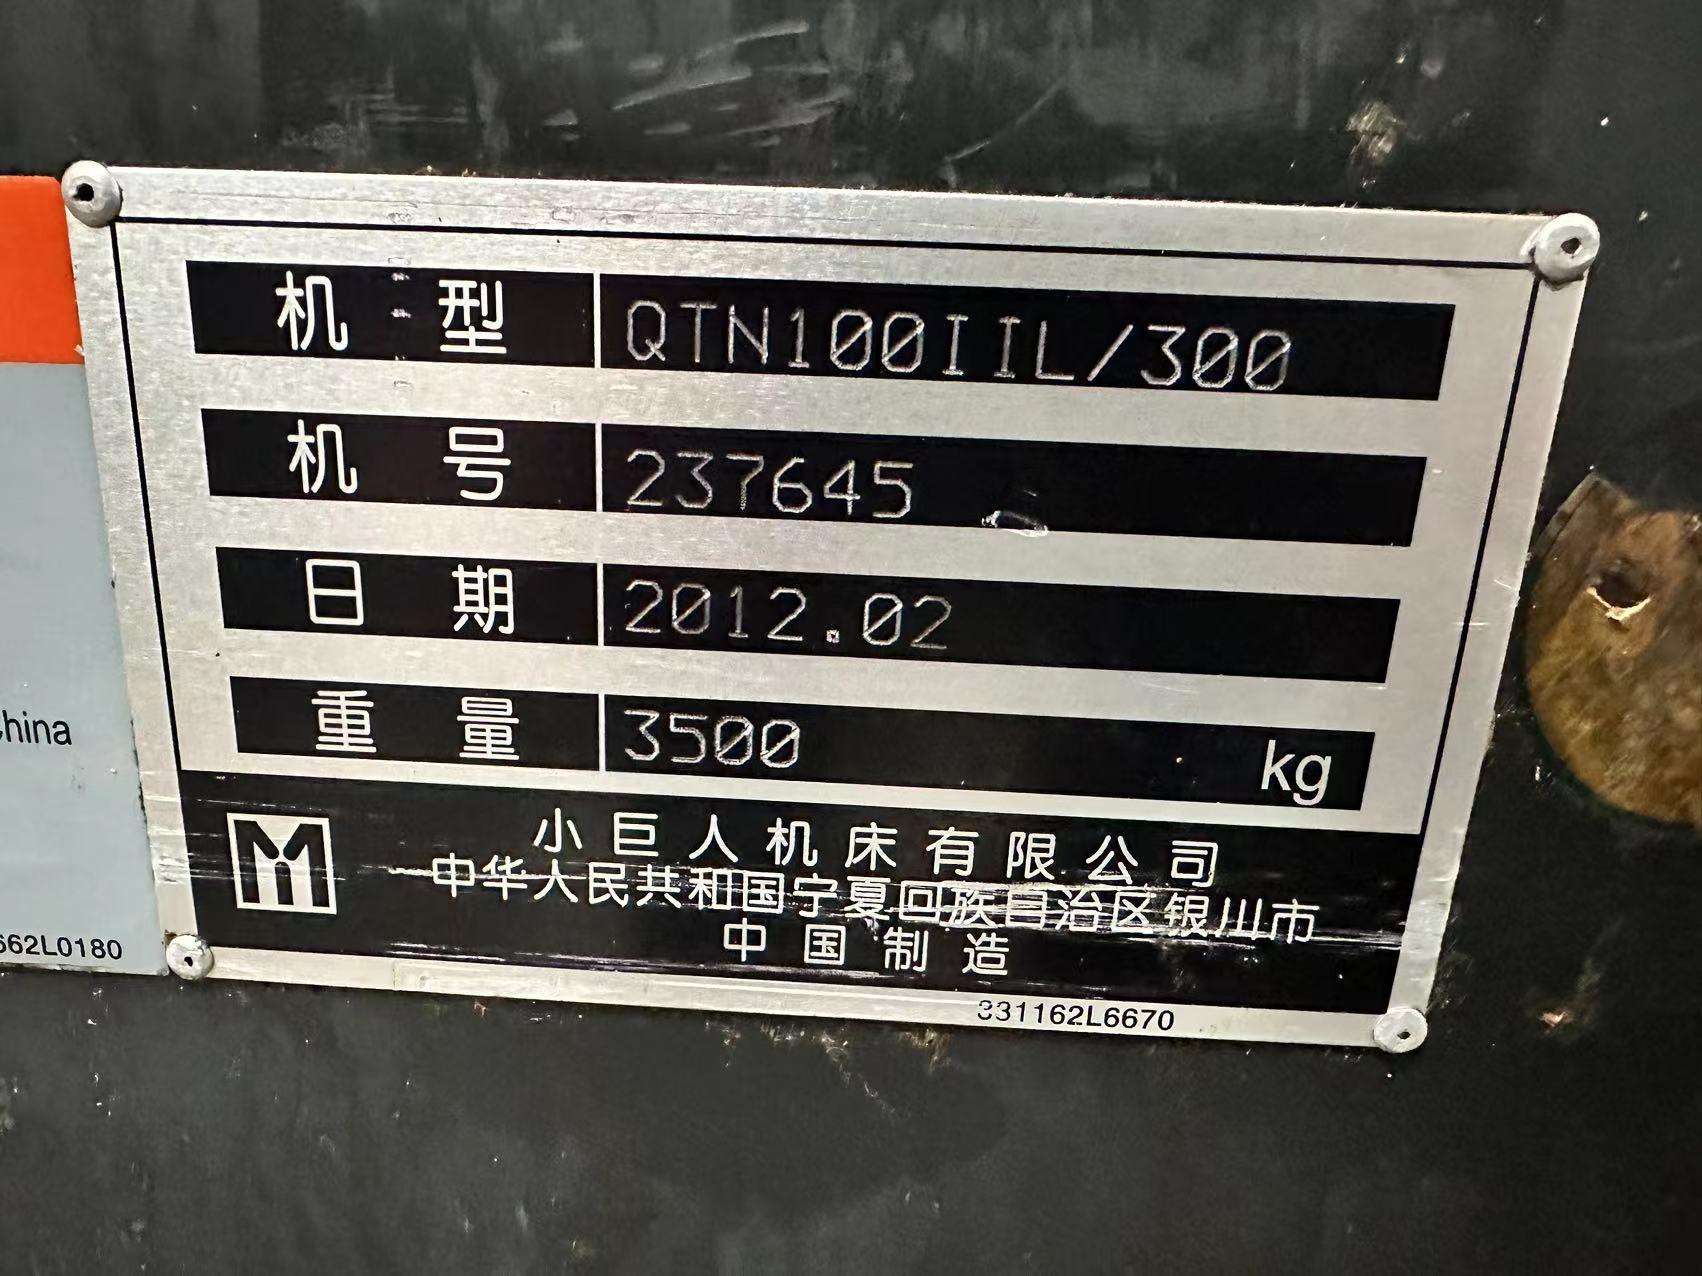 机型 QTN100IIL/300
机号 237645
日期 2012.02
重量 3500 kg
小巨人机床有限公司
中华人民共和国宁夏回族自治区银川市
中国制造
331162L6670
China
662L0180